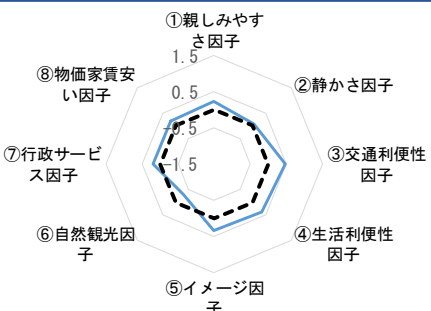 ①親しみやす
さ因子
1.5
⑧物価家賃安
い因子
0.5
②静かさ因子
-0.5
⑦行政サービ
ス因子
-1.5
③交通利便性
因子
⑥自然観光因
子
④生活利便性
因子
⑤イメージ因
子